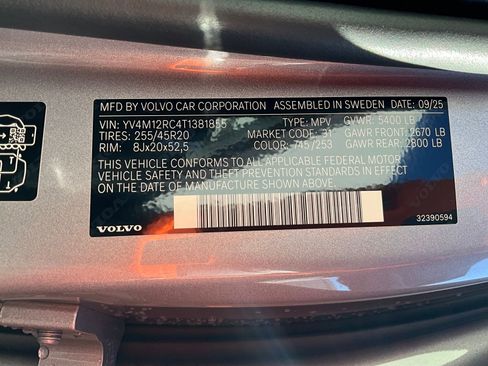 MFD BY VOLVO CAR CORPORATION ASSEMBLED IN SWEDEN DATE: 09/25
VIN: YV4M12RC4T1381855 TYPE: MPV GVWR: 5400 LB
TIRES: 255/45R20 MARKET CODE: 31 GAWR FRONT: 2670 LB
RIM: 8Jx20x52,5 COLOR: 745/253 GAWR REAR: 2800 LB
THIS VEHICLE CONFORMS TO ALL APPLICABLE FEDERAL MOTOR
VEHICLE SAFETY AND THEFT PREVENTION STANDARDS IN EFFECT
ON THE DATE OF MANUFACTURE SHOWN ABOVE.
VOLVO 32390594